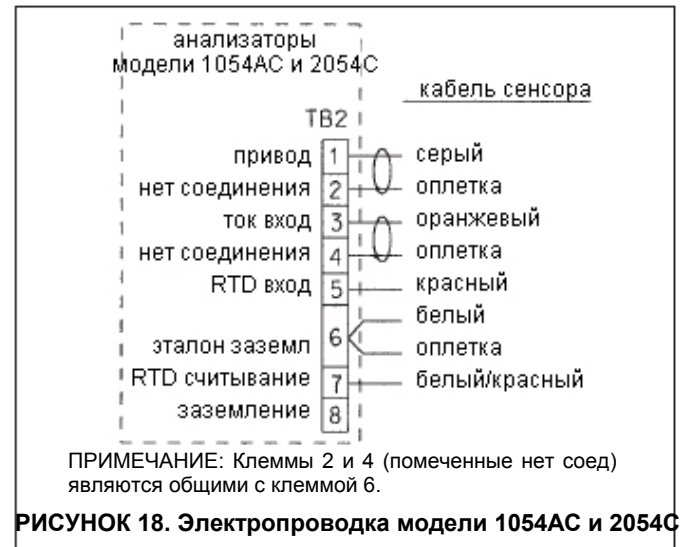 анализаторы
модели 1054АС и 2054С
кабель сенсора
ТВ2
привод 1 серый
нет соединения 2 оплетка
ток вход 3 оранжевый
нет соединения 4 оплетка
RTD вход 5 красный
белый
эталон заземл 6
оплетка
RTD считывание 7 белый/красный
заземление 8
ПРИМЕЧАНИЕ: Клеммы 2 и 4 (помеченные нет соед)
являются общими с клеммой 6.
РИСУНОК 18. Электропроводка модели 1054АС и 2054С